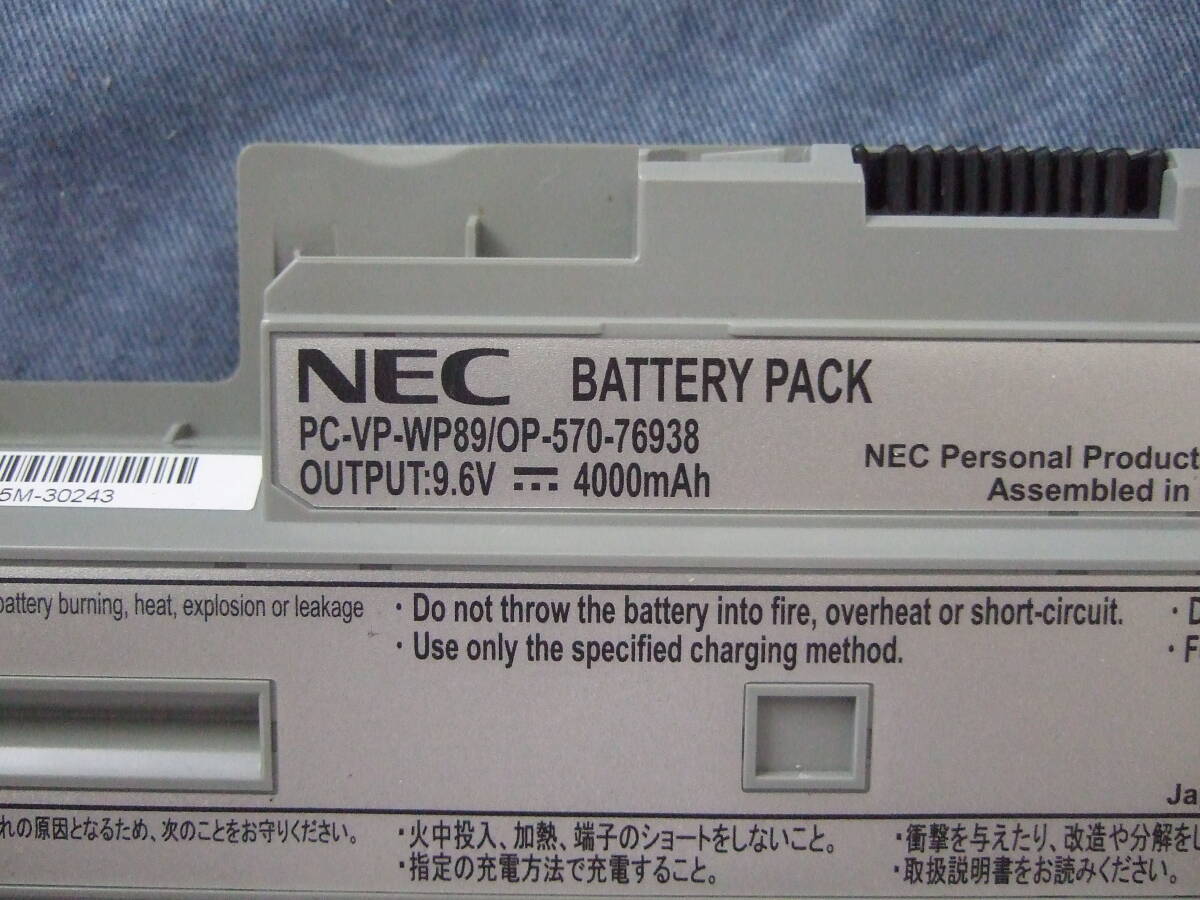 NEC BATTERY PACK
PC-VP-WP89/OP-570-76938
OUTPUT:9.6V ⎓ 4000mAh
NEC Personal Product
Assembled in
5M-30243
battery burning, heat, explosion or leakage
・Do not throw the battery into fire, overheat or short-circuit.
・Use only the specified charging method.
れの原因となるため、次のことをお守りください。
・火中投入、加熱、端子のショートをしないこと。
・指定の充電方法で充電すること。
・衝撃を与えたり、改造や分解をし
・取扱説明書をお読みください。